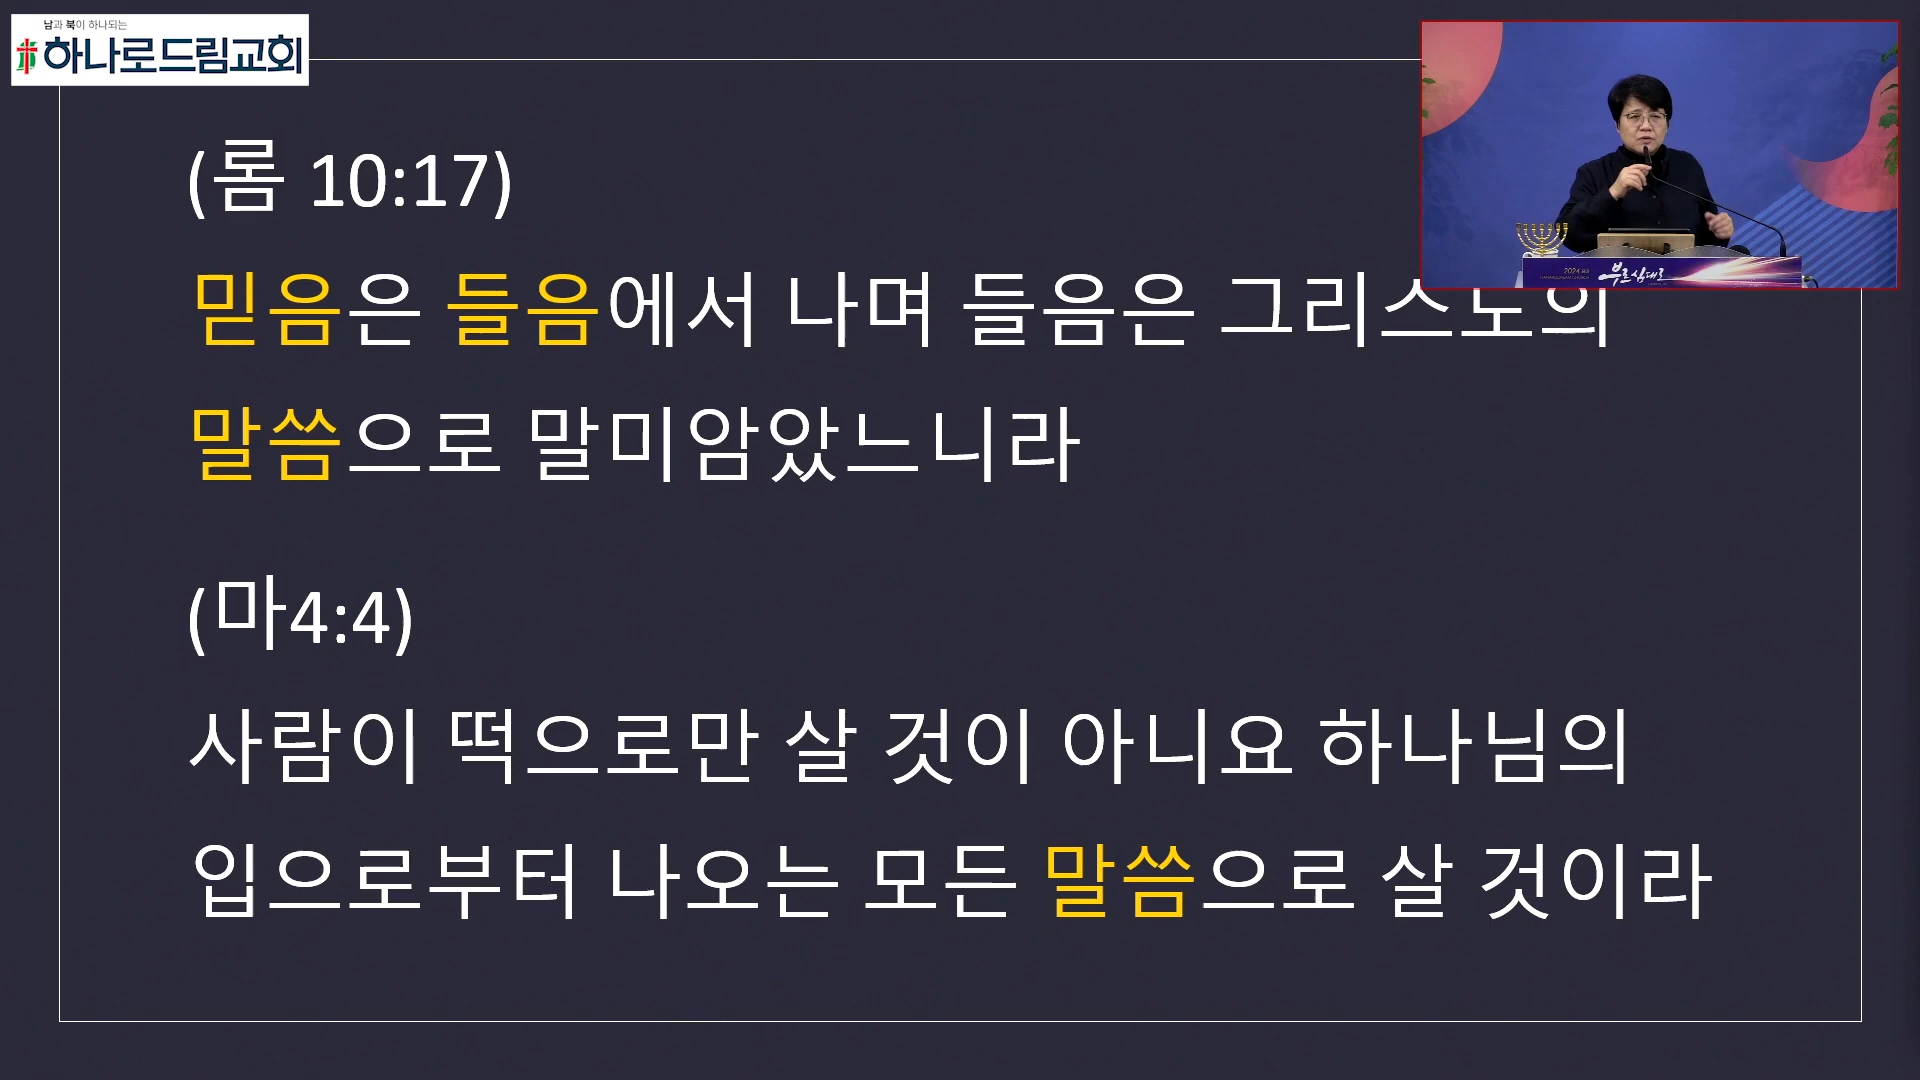 남과 북이 하나되는
하나로드림교회
(롬 10:17)
믿음은 들음에서 나며 들음은 그리스도의
말씀으로 말미암았느니라
(마4:4)
사람이 떡으로만 살 것이 아니요 하나님의
입으로부터 나오는 모든 말씀으로 살 것이라
2024